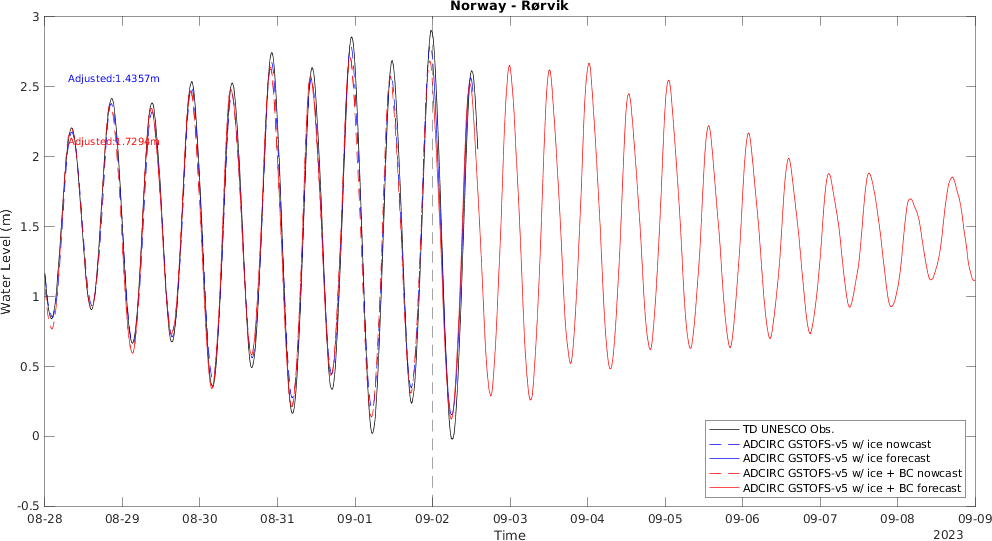 Norway - Rørvik
3
2.5
2
1.5
1
0.5
0
-0.5
Water Level (m)
Adjusted:1.4357m
Adjusted:1.7294m
TD UNESCO Obs.
ADCIRC GSTOFS-v5 w/ ice nowcast
ADCIRC GSTOFS-v5 w/ ice forecast
ADCIRC GSTOFS-v5 w/ ice + BC nowcast
ADCIRC GSTOFS-v5 w/ ice + BC forecast
08-28 08-29 08-30 08-31 09-01 09-02 09-03 09-04 09-05 09-06 09-07 09-08 09-09
Time
2023